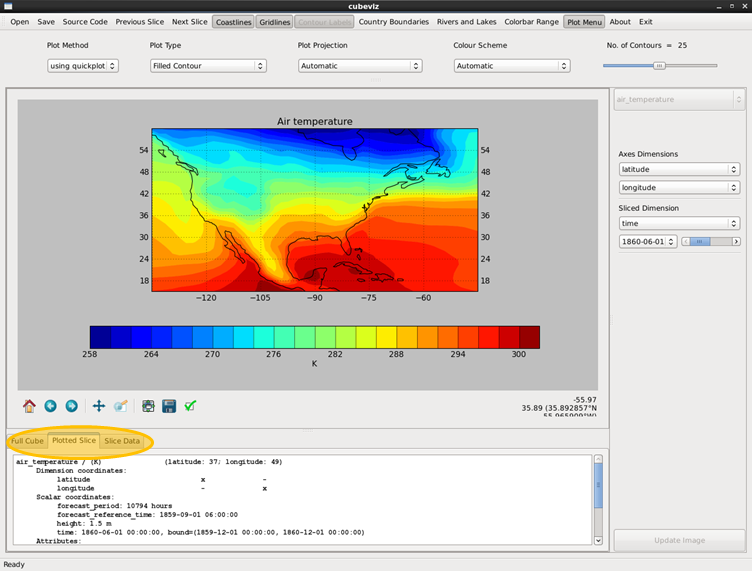 cubeviz
Open Save Source Code Previous Slice Next Slice Coastlines Gridlines Contour Labels Country Boundaries Rivers and Lakes Colorbar Range Plot Menu About Exit
Plot Method Plot Type Plot Projection Colour Scheme No. of Contours = 25
using quickplot Filled Contour Automatic Automatic
air_temperature
Air temperature
54 54
48 48
42 42
36 36
30 30
24 24
18 18
−120 −105 −90 −75 −60
258 264 270 276 282 288 294 300
K
Axes Dimensions
latitude
longitude
Sliced Dimension
time
1860-06-01
-55.97
35.89 (35.892857°N
55.965909°W)
Full Cube Plotted Slice Slice Data
air_temperature / (K) (latitude: 37; longitude: 49)
Dimension coordinates:
latitude x -
longitude - x
Scalar coordinates:
forecast_period: 10794 hours
forecast_reference_time: 1859-09-01 06:00:00
height: 1.5 m
time: 1860-06-01 00:00:00, bound=(1859-12-01 00:00:00, 1860-12-01 00:00:00)
Attributes:
Update Image
Ready